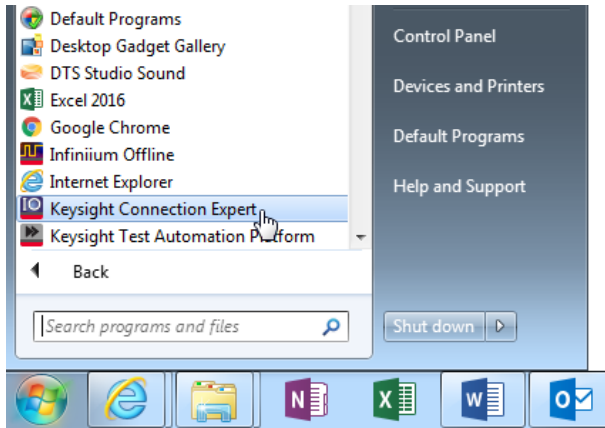 Default Programs
Desktop Gadget Gallery
DTS Studio Sound
Excel 2016
Google Chrome
Infiniium Offline
Internet Explorer
Keysight Connection Expert
Keysight Test Automation Platform
Back
Search programs and files
Control Panel
Devices and Printers
Default Programs
Help and Support
Shut down
IO
N
X
W
O